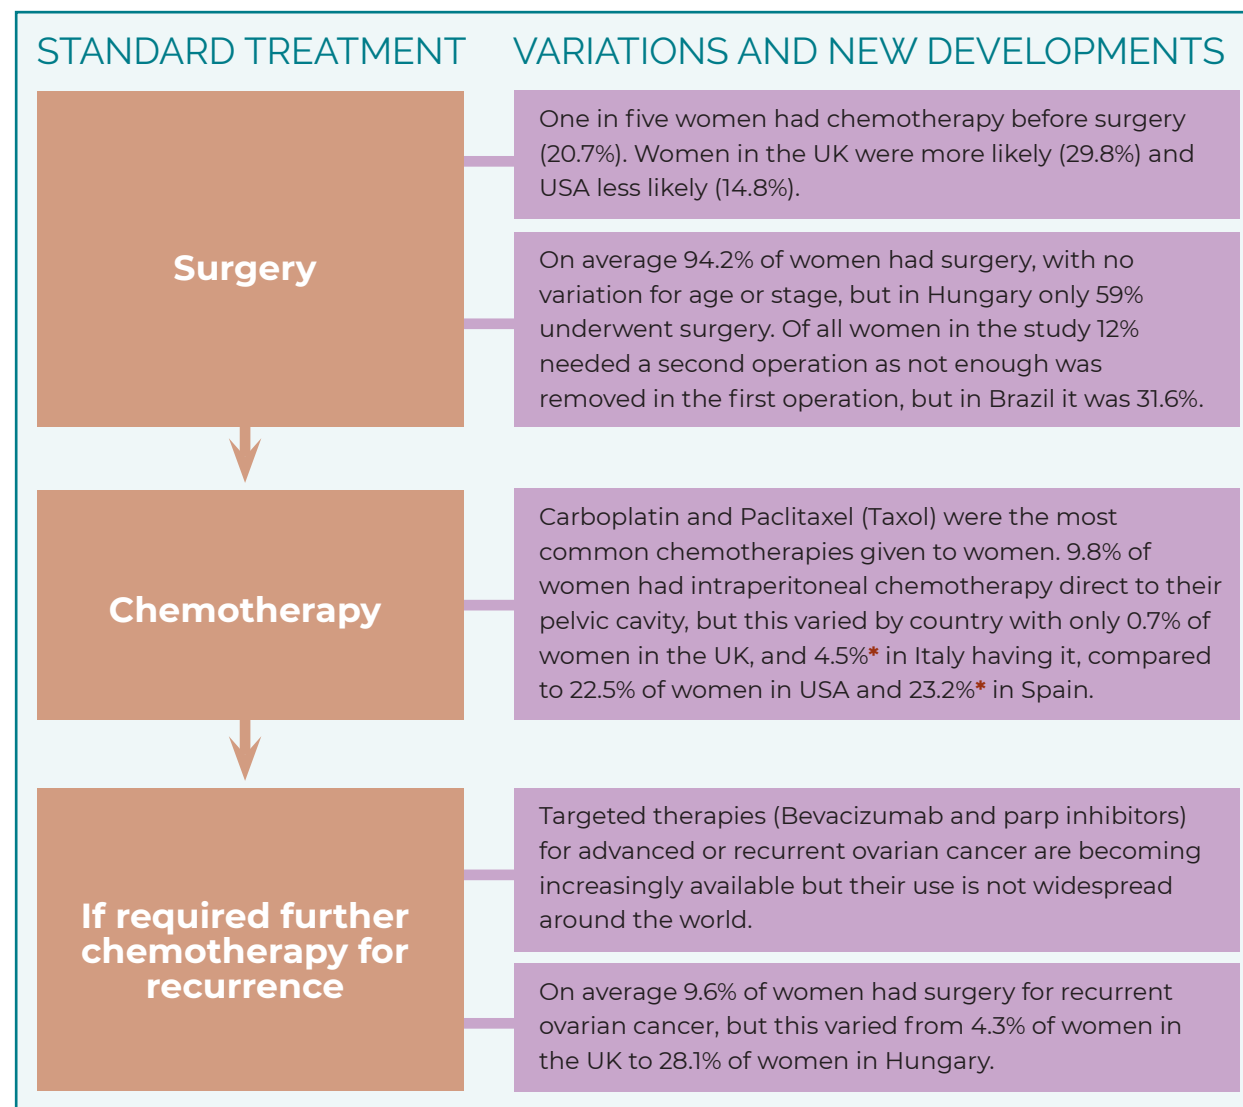 STANDARD TREATMENT
VARIATIONS AND NEW DEVELOPMENTS
Surgery
One in five women had chemotherapy before surgery
(20.7%). Women in the UK were more likely (29.8%) and
USA less likely (14.8%).
On average 94.2% of women had surgery, with no
variation for age or stage, but in Hungary only 59%
underwent surgery. Of all women in the study 12%
needed a second operation as not enough was
removed in the first operation, but in Brazil it was 31.6%.
Chemotherapy
Carboplatin and Paclitaxel (Taxol) were the most
common chemotherapies given to women. 9.8% of
women had intraperitoneal chemotherapy direct to their
pelvic cavity, but this varied by country with only 0.7% of
women in the UK, and 4.5%* in Italy having it, compared
to 22.5% of women in USA and 23.2%* in Spain.
If required further
chemotherapy for
recurrence
Targeted therapies (Bevacizumab and parp inhibitors)
for advanced or recurrent ovarian cancer are becoming
increasingly available but their use is not widespread
around the world.
On average 9.6% of women had surgery for recurrent
ovarian cancer, but this varied from 4.3% of women in
the UK to 28.1% of women in Hungary.